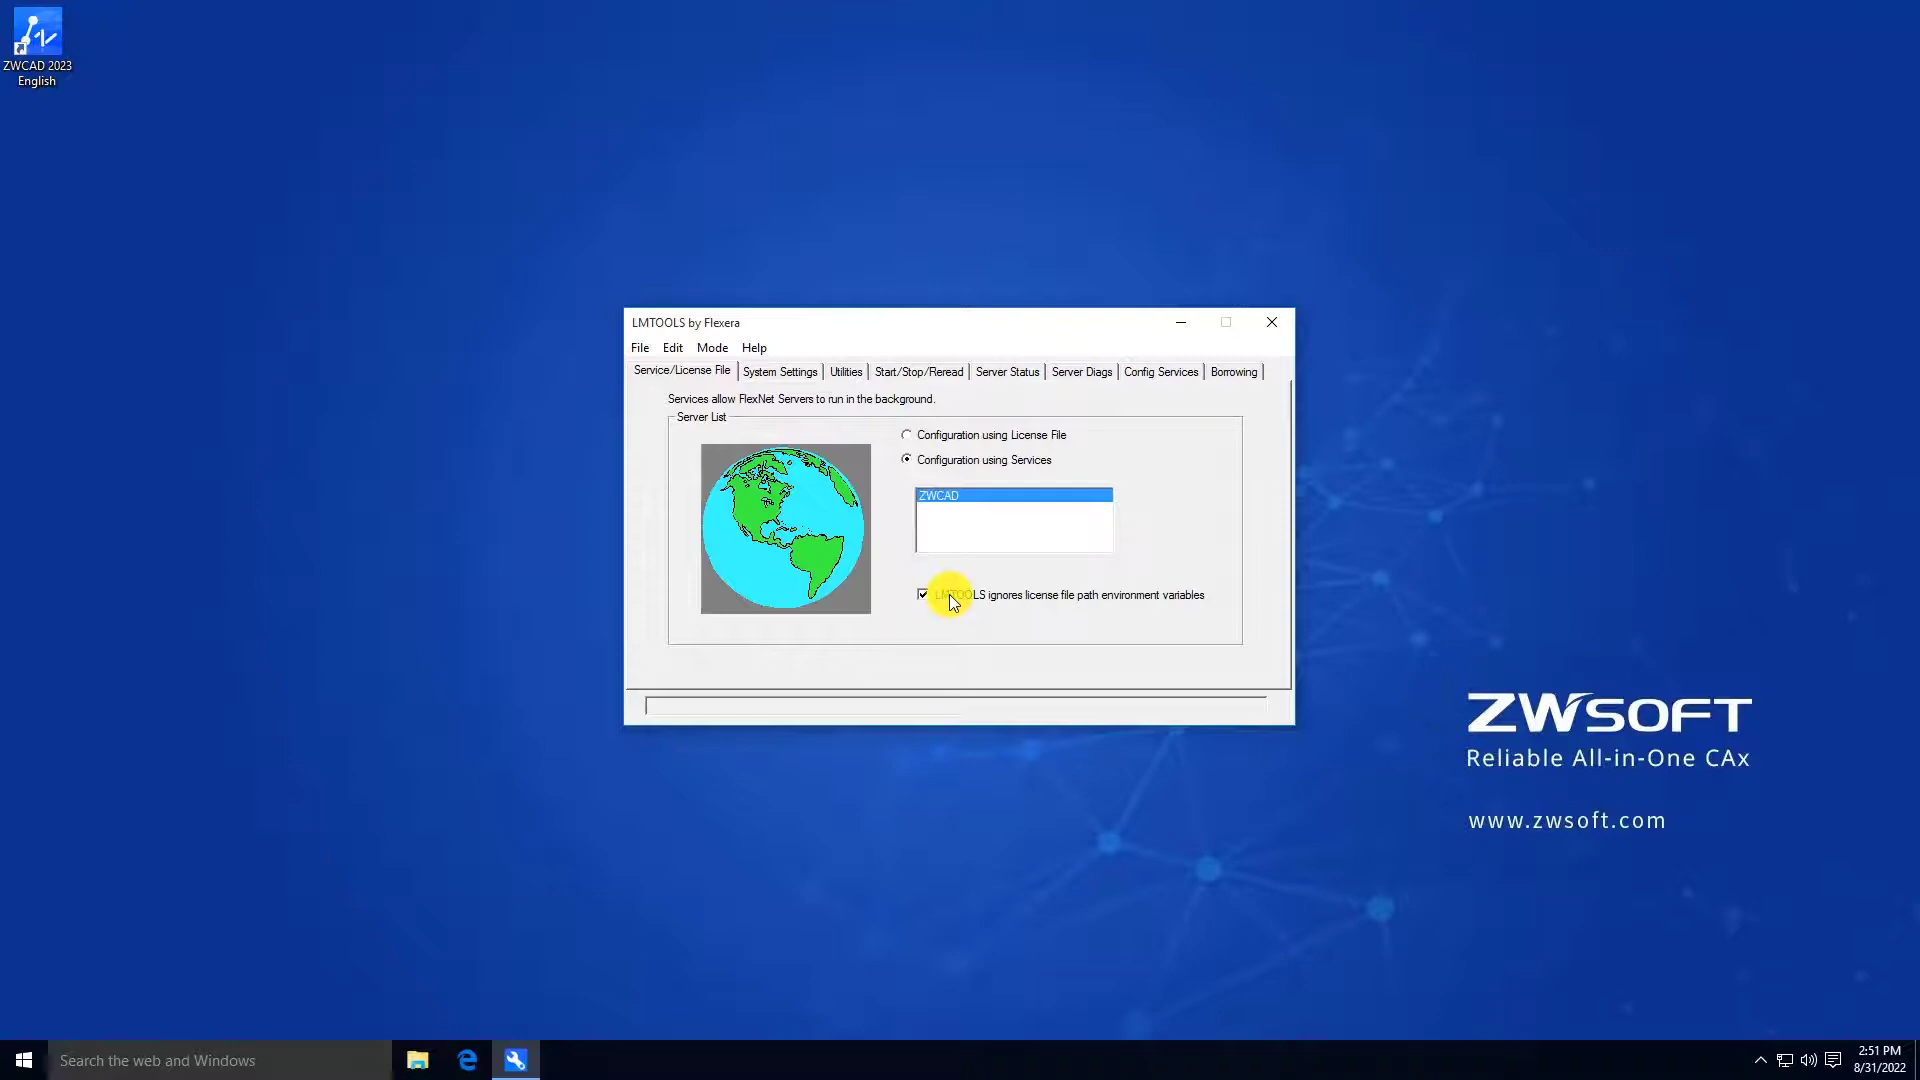 ZWCAD 2023
English
LMTOOLS by Flexera
File Edit Mode Help
Service/License File System Settings Utilities Start/Stop/Reread Server Status Server Diags Config Services Borrowing
Services allow FlexNet Servers to run in the background.
Server List
Configuration using License File
Configuration using Services
ZWCAD
LMTOOLS ignores license file path environment variables
ZWSOFT
Reliable All-in-One CAx
www.zwsoft.com
Search the web and Windows
2:51 PM
8/31/2022